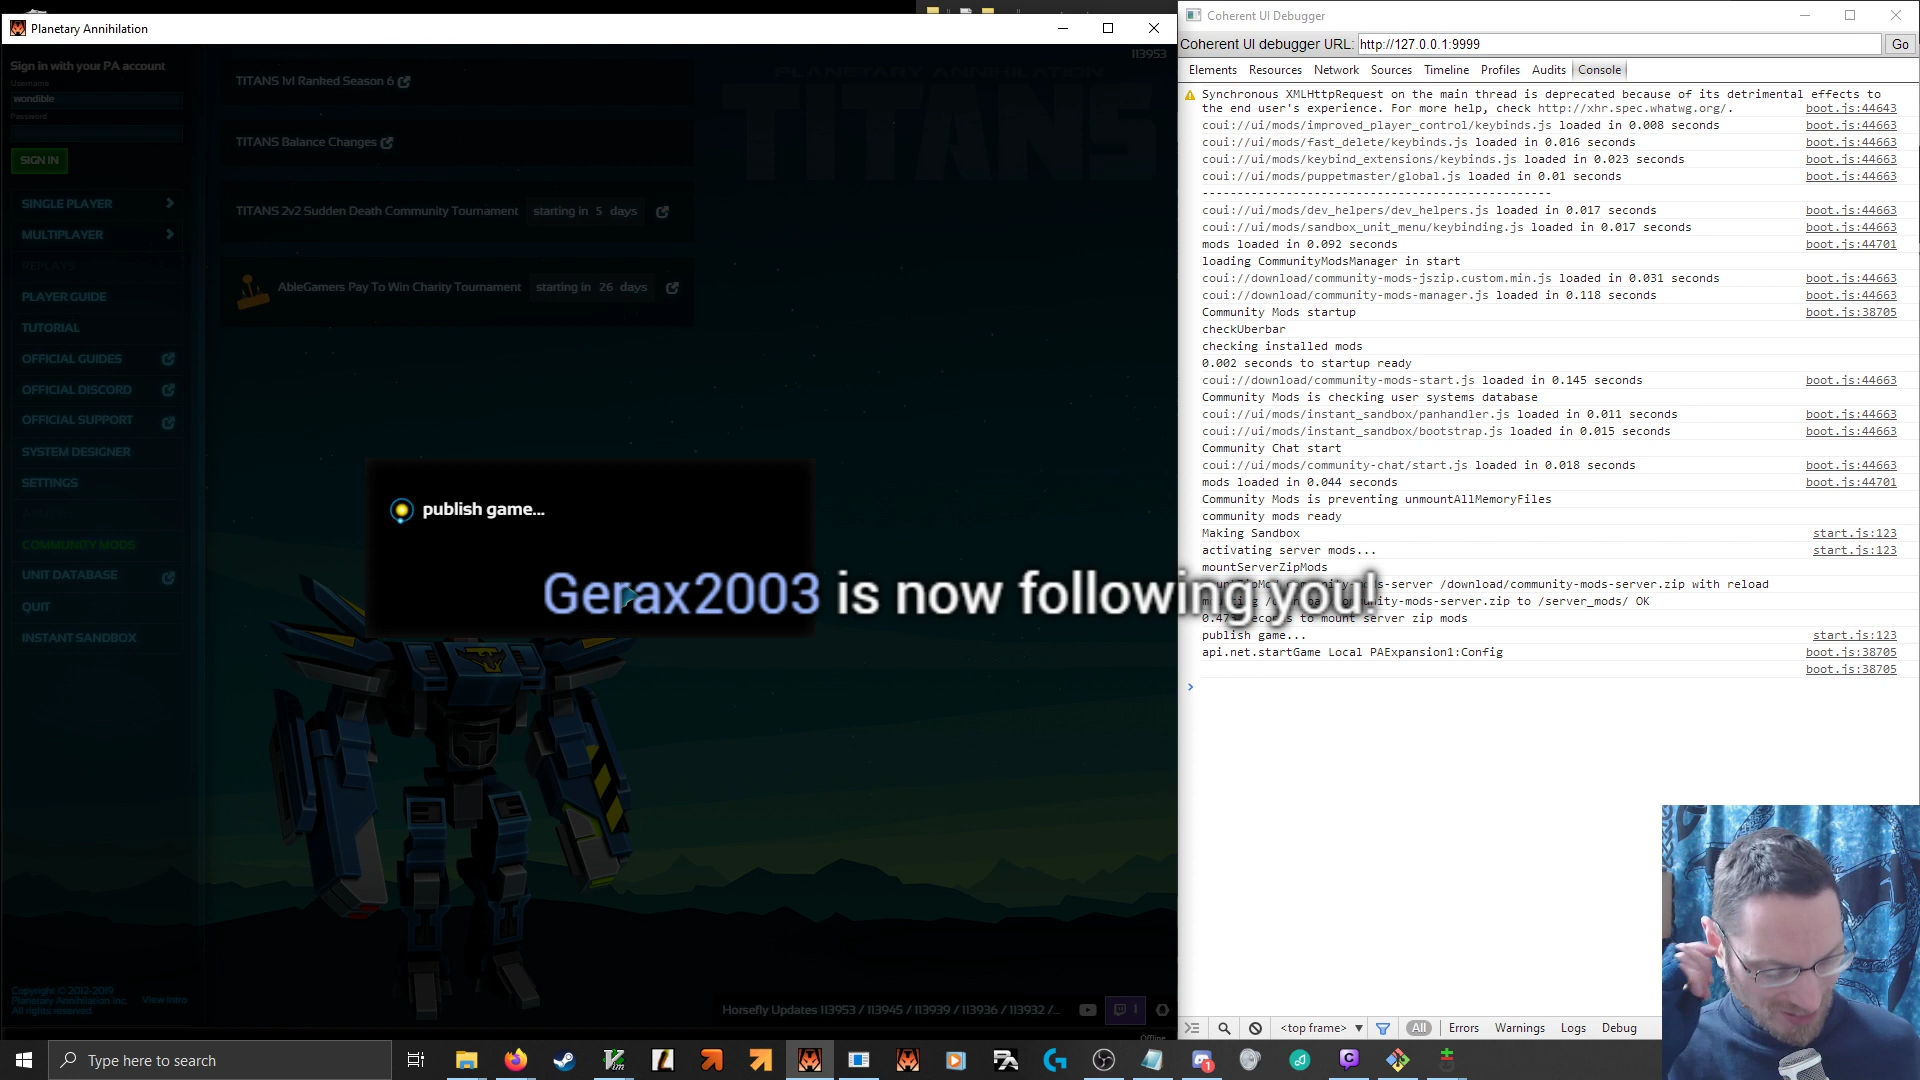 Planetary Annihilation
Sign in with your PA account
Username
wondible
Password
SIGN IN
SINGLE PLAYER
MULTIPLAYER
REPLAYS
PLAYER GUIDE
TUTORIAL
OFFICIAL GUIDES
OFFICIAL DISCORD
OFFICIAL SUPPORT
SYSTEM DESIGNER
SETTINGS
COMMUNITY MODS
UNIT DATABASE
QUIT
INSTANT SANDBOX
Copyright © 2012-2019
Planetary Annihilation Inc.
All rights reserved.
View Intro
TITANS 1v1 Ranked Season 6
TITANS Balance Changes
TITANS 2v2 Sudden Death Community Tournament starting in 5 days
AbleGamers Pay To Win Charity Tournament starting in 26 days
113953
PLANETARY ANNIHILATION
TITANS
publish game...
Gerax2003 is now following you!
Horsefly Updates 113953 / 113945 / 113939 / 113936 / 113932 /...
1
Offline
Coherent UI Debugger
Coherent UI debugger URL: http://127.0.0.1:9999 Go
Elements Resources Network Sources Timeline Profiles Audits Console
Synchronous XMLHttpRequest on the main thread is deprecated because of its detrimental effects to
the end user's experience. For more help, check http://xhr.spec.whatwg.org/. boot.js:44643
coui://ui/mods/improved_player_control/keybinds.js loaded in 0.008 seconds boot.js:44663
coui://ui/mods/fast_delete/keybinds.js loaded in 0.016 seconds boot.js:44663
coui://ui/mods/keybind_extensions/keybinds.js loaded in 0.023 seconds boot.js:44663
coui://ui/mods/puppetmaster/global.js loaded in 0.01 seconds boot.js:44663
--------------------------------------------------
coui://ui/mods/dev_helpers/dev_helpers.js loaded in 0.017 seconds boot.js:44663
coui://ui/mods/sandbox_unit_menu/keybinding.js loaded in 0.017 seconds boot.js:44663
mods loaded in 0.092 seconds boot.js:44701
loading CommunityModsManager in start
coui://download/community-mods-jszip.custom.min.js loaded in 0.031 seconds boot.js:44663
coui://download/community-mods-manager.js loaded in 0.118 seconds boot.js:44663
Community Mods startup boot.js:38705
checkUberbar
checking installed mods
0.002 seconds to startup ready
coui://download/community-mods-start.js loaded in 0.145 seconds boot.js:44663
Community Mods is checking user systems database
coui://ui/mods/instant_sandbox/panhandler.js loaded in 0.011 seconds boot.js:44663
coui://ui/mods/instant_sandbox/bootstrap.js loaded in 0.015 seconds boot.js:44663
Community Chat start
coui://ui/mods/community-chat/start.js loaded in 0.018 seconds boot.js:44663
mods loaded in 0.044 seconds boot.js:44701
Community Mods is preventing unmountAllMemoryFiles
community mods ready
Making Sandbox start.js:123
activating server mods... start.js:123
mountServerZipMods
/download/community-mods-server.zip with reload
to /server_mods/ OK
to mount server zip mods
publish game... start.js:123
api.net.startGame Local PAExpansion1:Config boot.js:38705
boot.js:38705
<top frame> All Errors Warnings Logs Debug
Type here to search